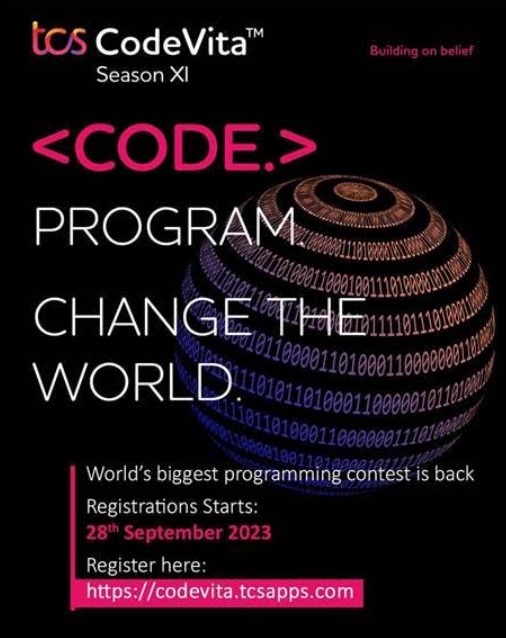 tcs CodeVita™
Season XI
Building on belief
<CODE.>
PROGRAM.
CHANGE THE
WORLD.
World's biggest programming contest is back
Registrations Starts:
28th September 2023
Register here:
https://codevita.tcsapps.com